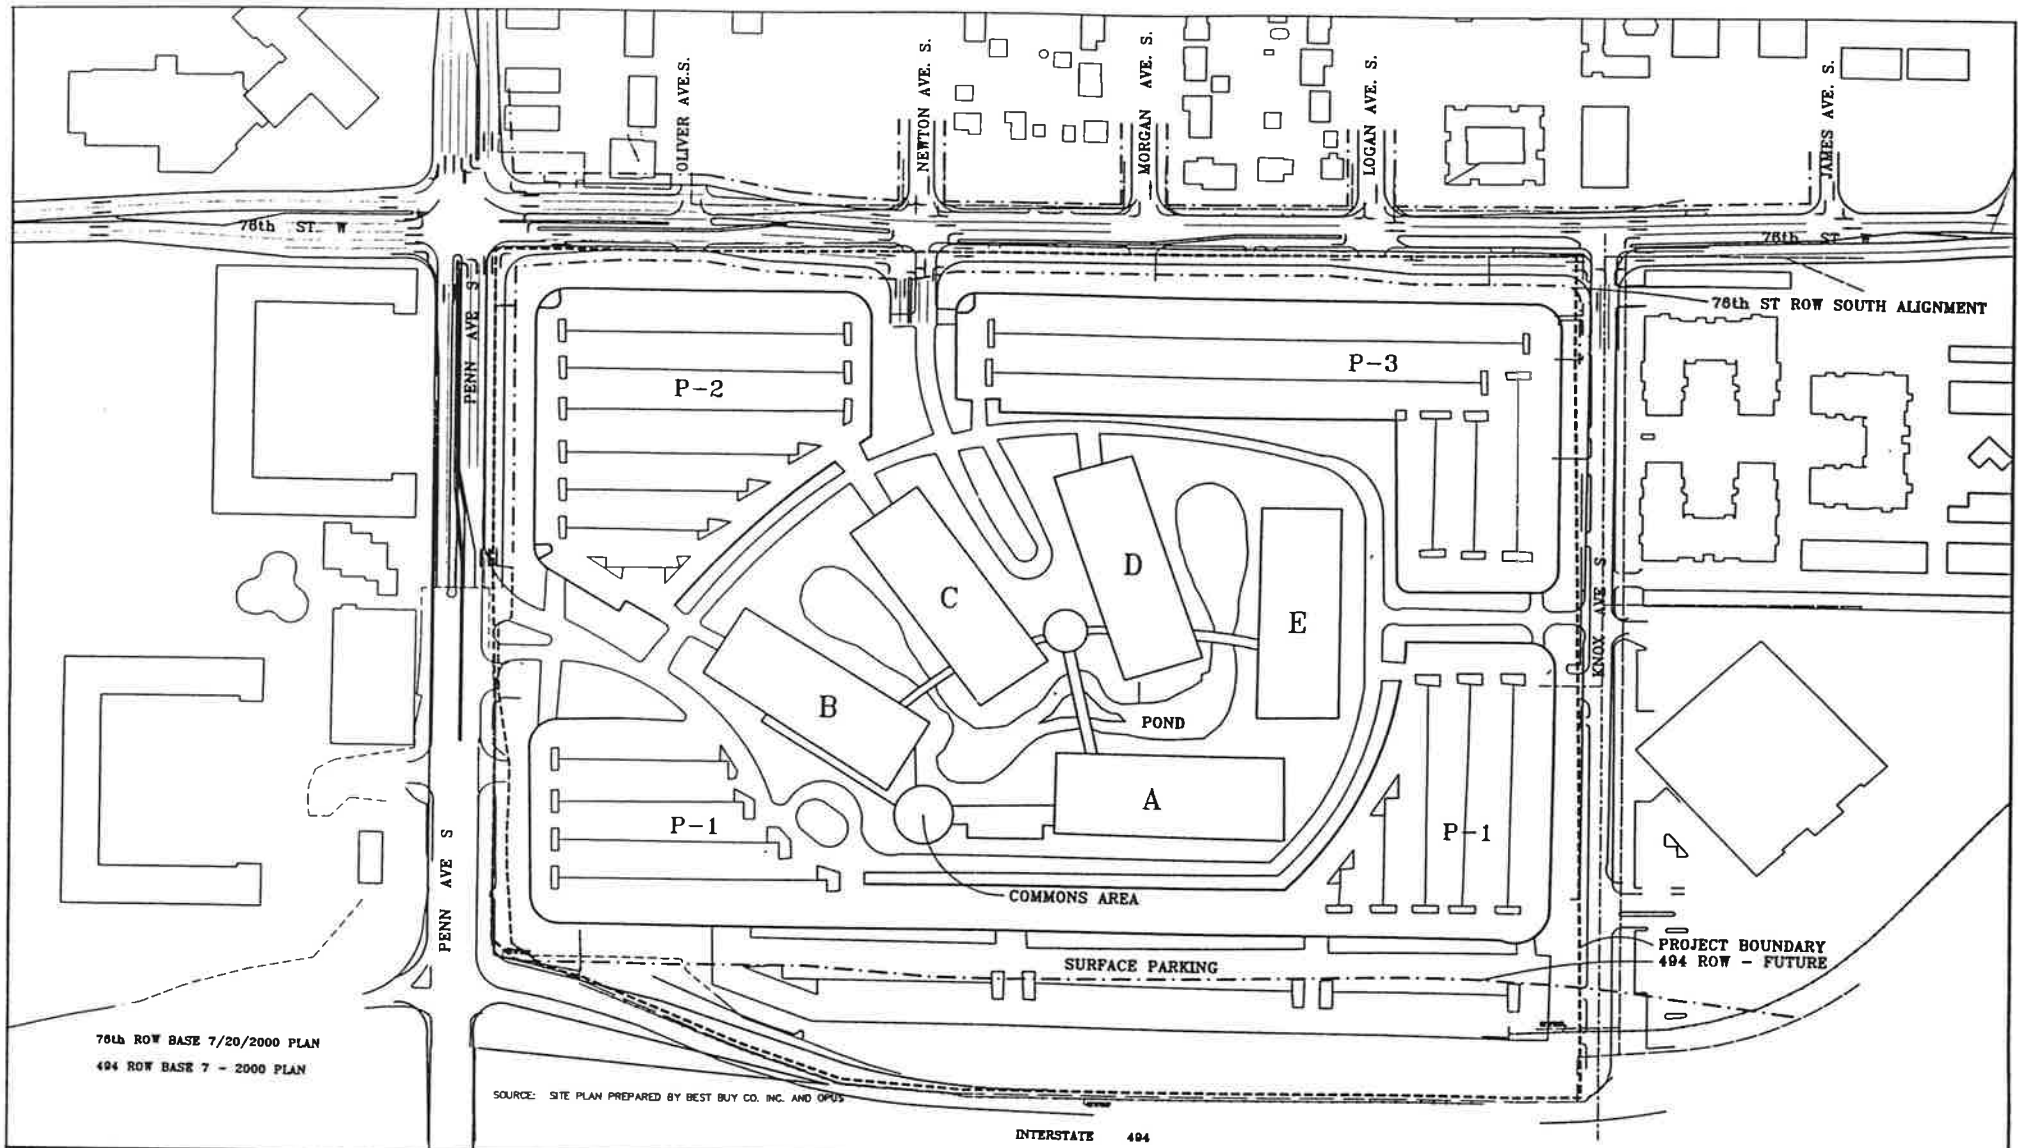 OLIVER AVE.S.
NEWTON AVE. S.
MORGAN AVE. S.
LOGAN AVE. S.
JAMES AVE. S.
76th ST. W
76th ST W
PENN AVE S
76th ST ROW SOUTH ALIGNMENT
P-2
P-3
C
D
E
KNOX AVE S
B
POND
A
P-1
P-1
PENN AVE S
COMMONS AREA
PROJECT BOUNDARY
494 ROW - FUTURE
SURFACE PARKING
76th ROW BASE 7/20/2000 PLAN
494 ROW BASE 7 - 2000 PLAN
SOURCE: SITE PLAN PREPARED BY BEST BUY CO. INC. AND OPUS
INTERSTATE 494